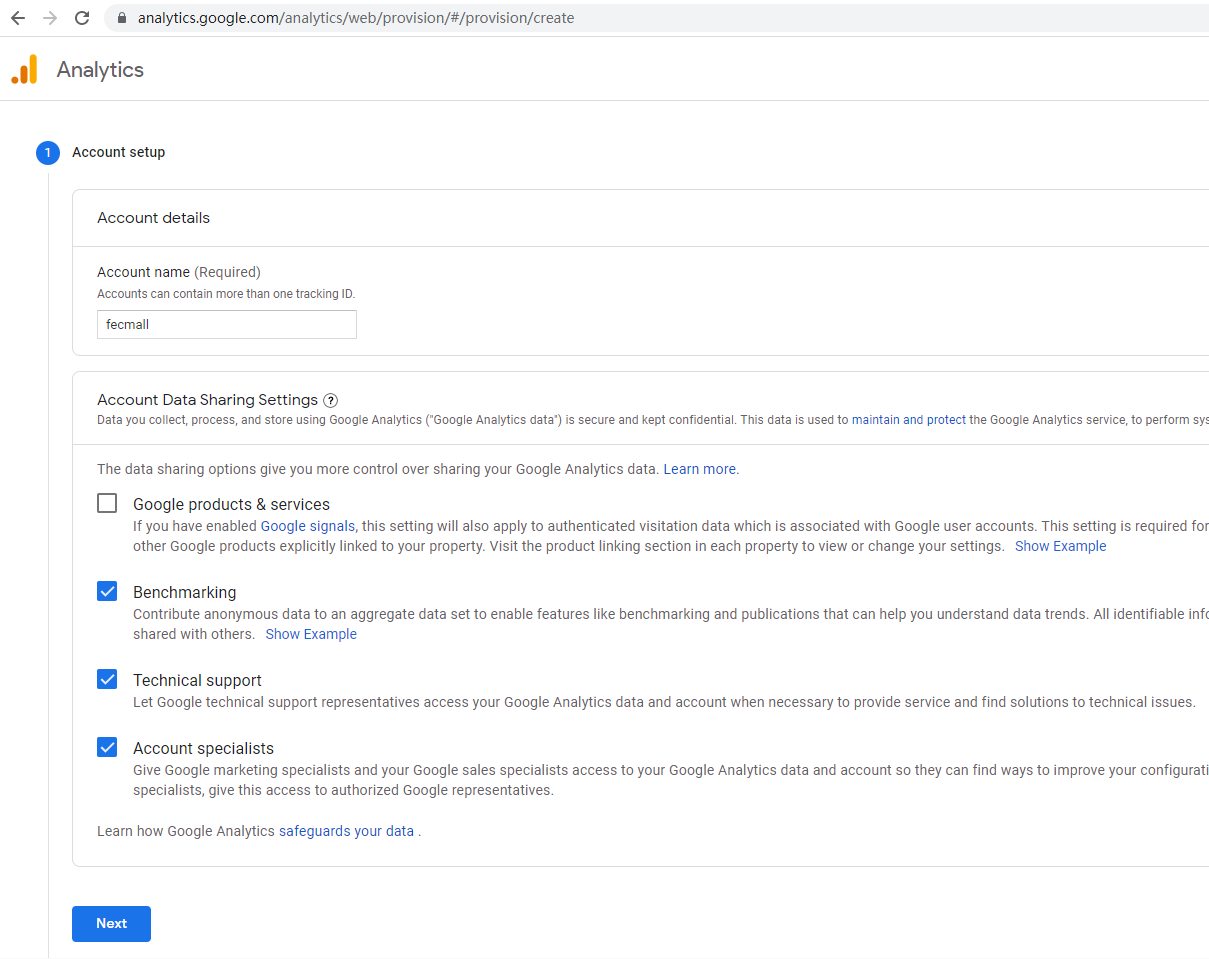 analytics.google.com/analytics/web/provision/#/provision/create
Analytics
1 Account setup
Account details
Account name (Required)
Accounts can contain more than one tracking ID.
fecmall
Account Data Sharing Settings ?
Data you collect, process, and store using Google Analytics ("Google Analytics data") is secure and kept confidential. This data is used to maintain and protect the Google Analytics service, to perform sys
The data sharing options give you more control over sharing your Google Analytics data. Learn more.
Google products & services
If you have enabled Google signals, this setting will also apply to authenticated visitation data which is associated with Google user accounts. This setting is required for
other Google products explicitly linked to your property. Visit the product linking section in each property to view or change your settings. Show Example
Benchmarking
Contribute anonymous data to an aggregate data set to enable features like benchmarking and publications that can help you understand data trends. All identifiable info
shared with others. Show Example
Technical support
Let Google technical support representatives access your Google Analytics data and account when necessary to provide service and find solutions to technical issues.
Account specialists
Give Google marketing specialists and your Google sales specialists access to your Google Analytics data and account so they can find ways to improve your configurati
specialists, give this access to authorized Google representatives.
Learn how Google Analytics safeguards your data .
Next